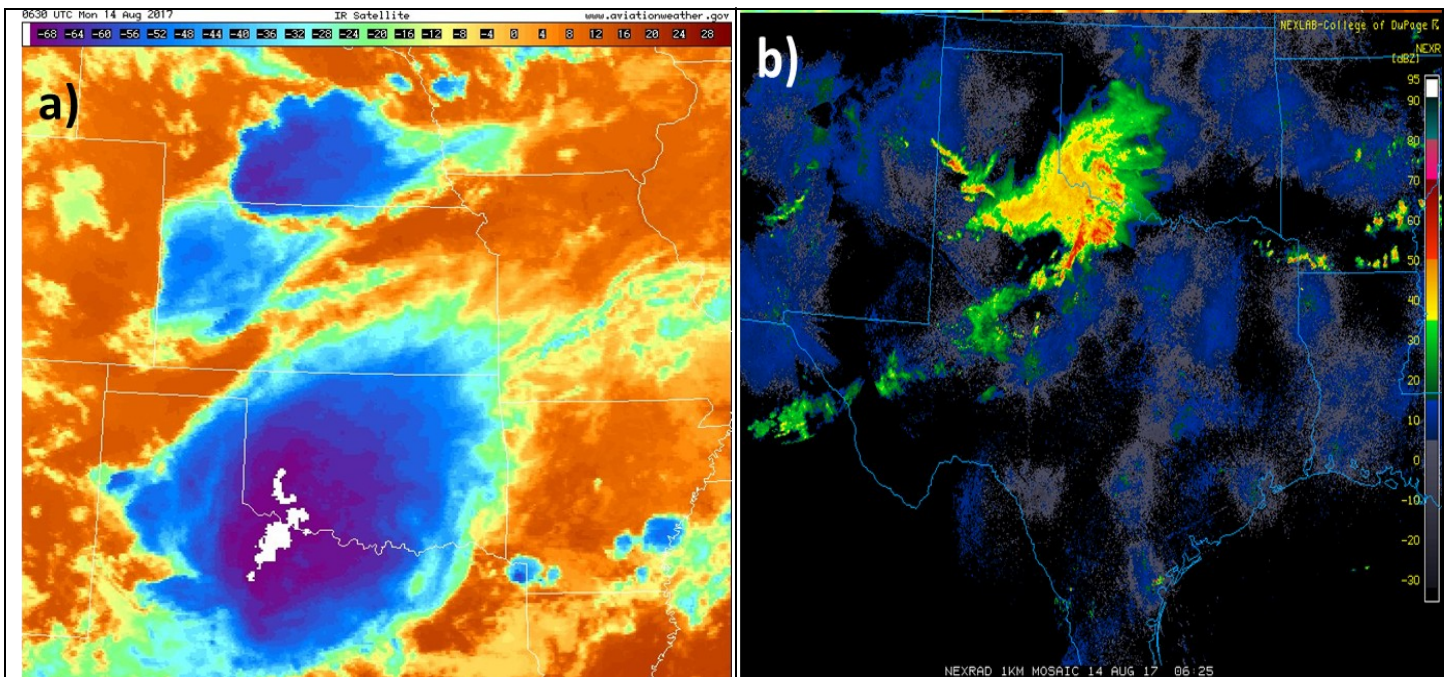 0630 UTC Mon 14 Aug 2017 IR Satellite www.aviationweather.gov
-68 -64 -60 -56 -52 -48 -44 -40 -36 -32 -28 -24 -20 -16 -12 -8 -4 0 4 8 12 16 20 24 28
a)
b)
NEXLAB-College of DuPage
NEXR
[dBZ]
95
90
80
70
60
50
40
30
20
10
0
-10
-20
-30
NEXRAD 1KM MOSAIC 14 AUG 17 06:25